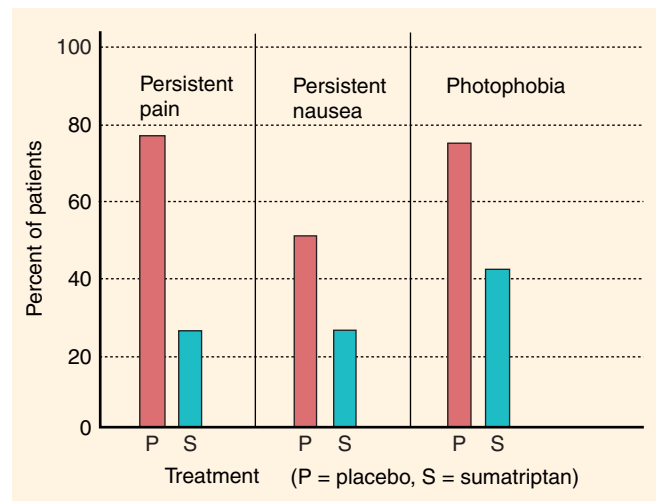 100
80
60
40
20
0
Percent of patients
Persistent
pain
Persistent
nausea
Photophobia
P S P S P S
Treatment (P = placebo, S = sumatriptan)